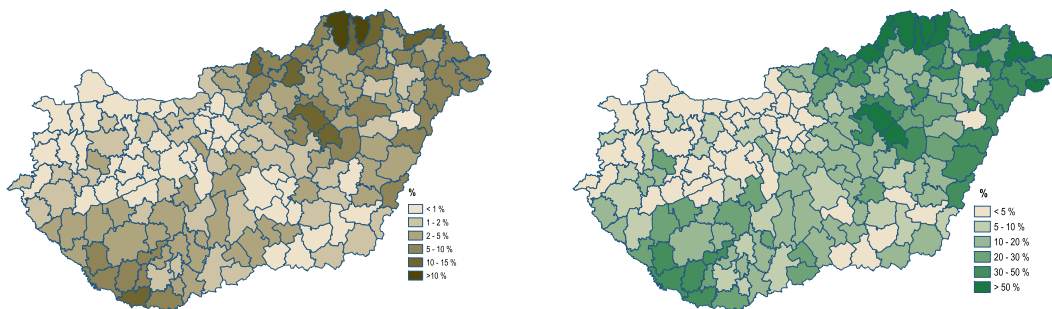 %
< 1 %
1 - 2 %
2 - 5 %
5 - 10 %
10 - 15 %
>10 %
%
< 5 %
5 - 10 %
10 - 20 %
20 - 30 %
30 - 50 %
> 50 %